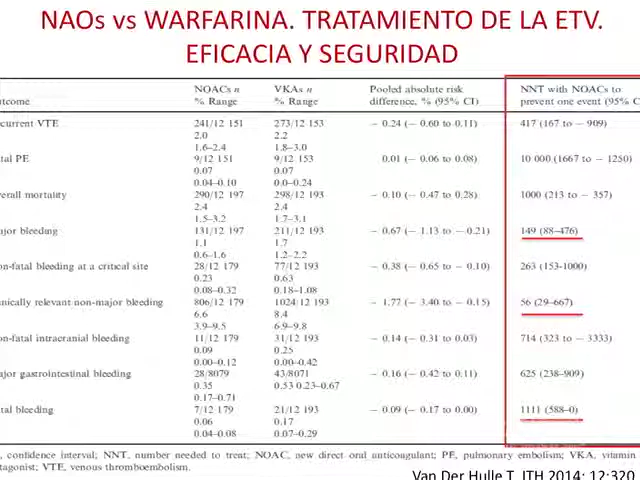 NAOs vs WARFARINA. TRATAMIENTO DE LA ETV.
EFICACIA Y SEGURIDAD
utcome NOACs n % Range VKAs n % Range Pooled absolute risk difference, % (95% CI) NNT with NOACs to prevent one event (95% C
current VTE 241/12 151 273/12 153 − 0.24 (− 0.60 to 0.11) 417 (167 to − 909)
2.0 2.2
1.6–2.4 1.8–3.0
tal PE 9/12 151 9/12 153 0.01 (− 0.06 to 0.08) 10 000 (1667 to − 1250)
0.07 0.07
0.04–0.10 0.0–0.24
verall mortality 290/12 197 298/12 193 − 0.10 (− 0.47 to 0.28) 1000 (213 to − 357)
2.4 2.4
1.5–3.2 1.7–3.1
ajor bleeding 131/12 197 211/12 193 − 0.67 (− 1.13 to − 0.21) 149 (88–476)
1.1 1.7
0.6–1.6 1.2–2.2
on-fatal bleeding at a critical site 28/12 179 77/12 193 − 0.38 (− 0.65 to − 0.10) 263 (153-1000)
0.23 0.63
0.08–0.32 0.18–1.08
inically relevant non-major bleeding 806/12 179 1024/12 193 − 1.77 (− 3.40 to − 0.15) 56 (29–667)
6.6 8.4
3.9–9.5 6.9–9.8
on-fatal intracranial bleeding 11/12 179 31/12 193 − 0.14 (− 0.31 to 0.03) 714 (323 to − 3333)
0.09 0.25
0.00–0.12 0.00–0.42
ajor gastrointestinal bleeding 28/8079 43/8071 − 0.16 (− 0.42 to 0.11) 625 (238–909)
0.35 0.53 0.23–0.67
0.17–0.71
tal bleeding 7/12 179 21/12 193 − 0.09 (− 0.17 to 0.00) 1111 (588–0)
0.06 0.17
0.04–0.08 0.07–0.29
, confidence interval; NNT, number needed to treat; NOAC, new direct oral anticoagulant; PE, pulmonary embolism; VKA, vitamin
tagonist; VTE, venous thromboembolism.
Van Der Hulle T. JTH 2014; 12:320